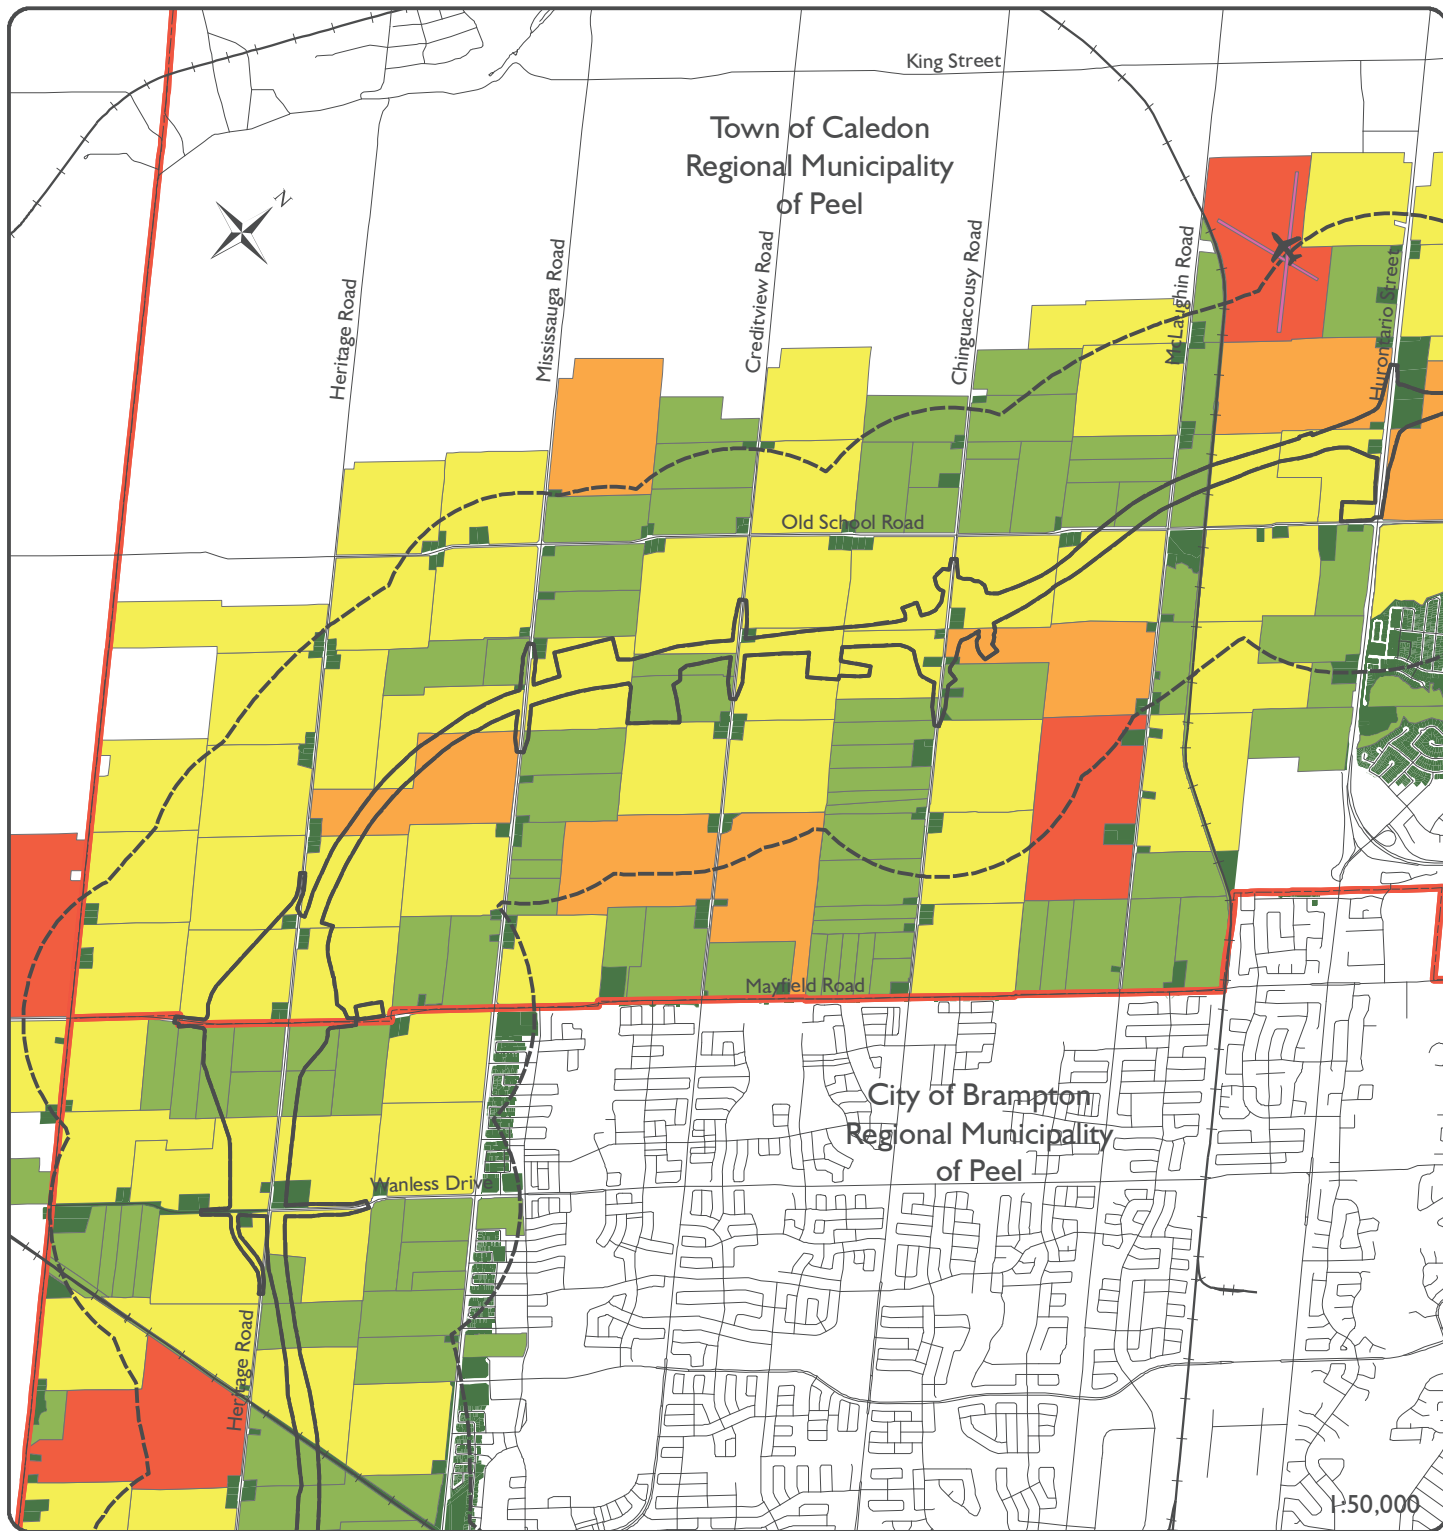 King Street
Town of Caledon
Regional Municipality
of Peel
N
Heritage Road
Mississauga Road
Creditview Road
Chinguacousy Road
McLaughin Road
Hurontario Street
Old School Road
Mayfield Road
City of Brampton
Regional Municipality
of Peel
Wanless Drive
Heritage Road
1:50,000